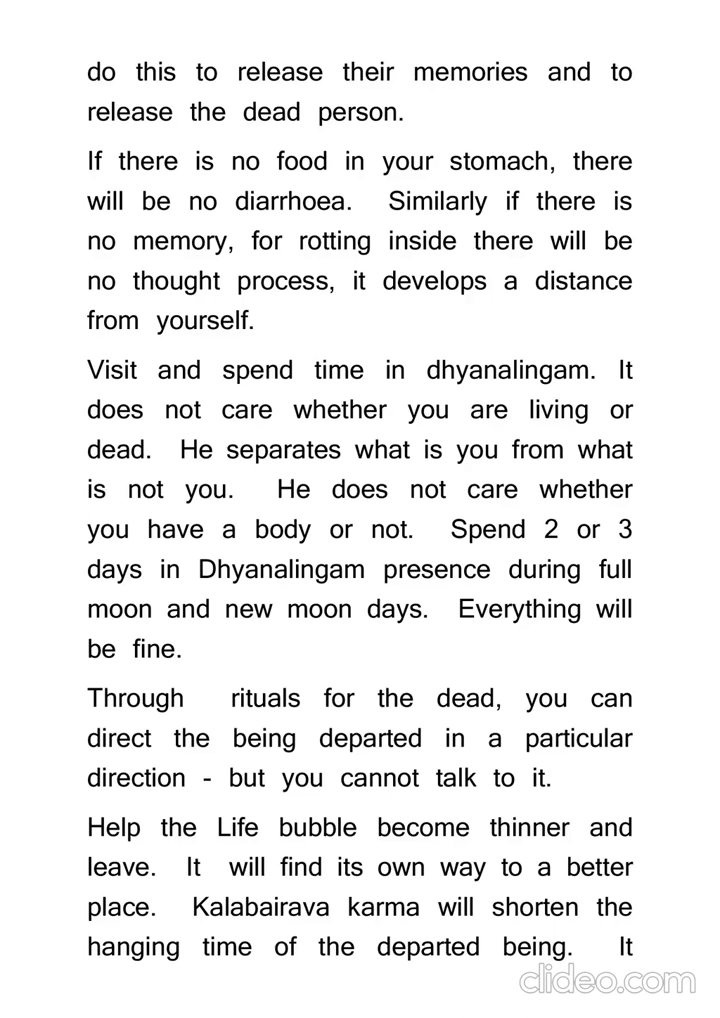 do this to release their memories and to
release the dead person.
If there is no food in your stomach, there
will be no diarrhoea. Similarly if there is
no memory, for rotting inside there will be
no thought process, it develops a distance
from yourself.
Visit and spend time in dhyanalingam. It
does not care whether you are living or
dead. He separates what is you from what
is not you. He does not care whether
you have a body or not. Spend 2 or 3
days in Dhyanalingam presence during full
moon and new moon days. Everything will
be fine.
Through rituals for the dead, you can
direct the being departed in a particular
direction - but you cannot talk to it.
Help the Life bubble become thinner and
leave. It will find its own way to a better
place. Kalabairava karma will shorten the
hanging time of the departed being. It
clideo.com